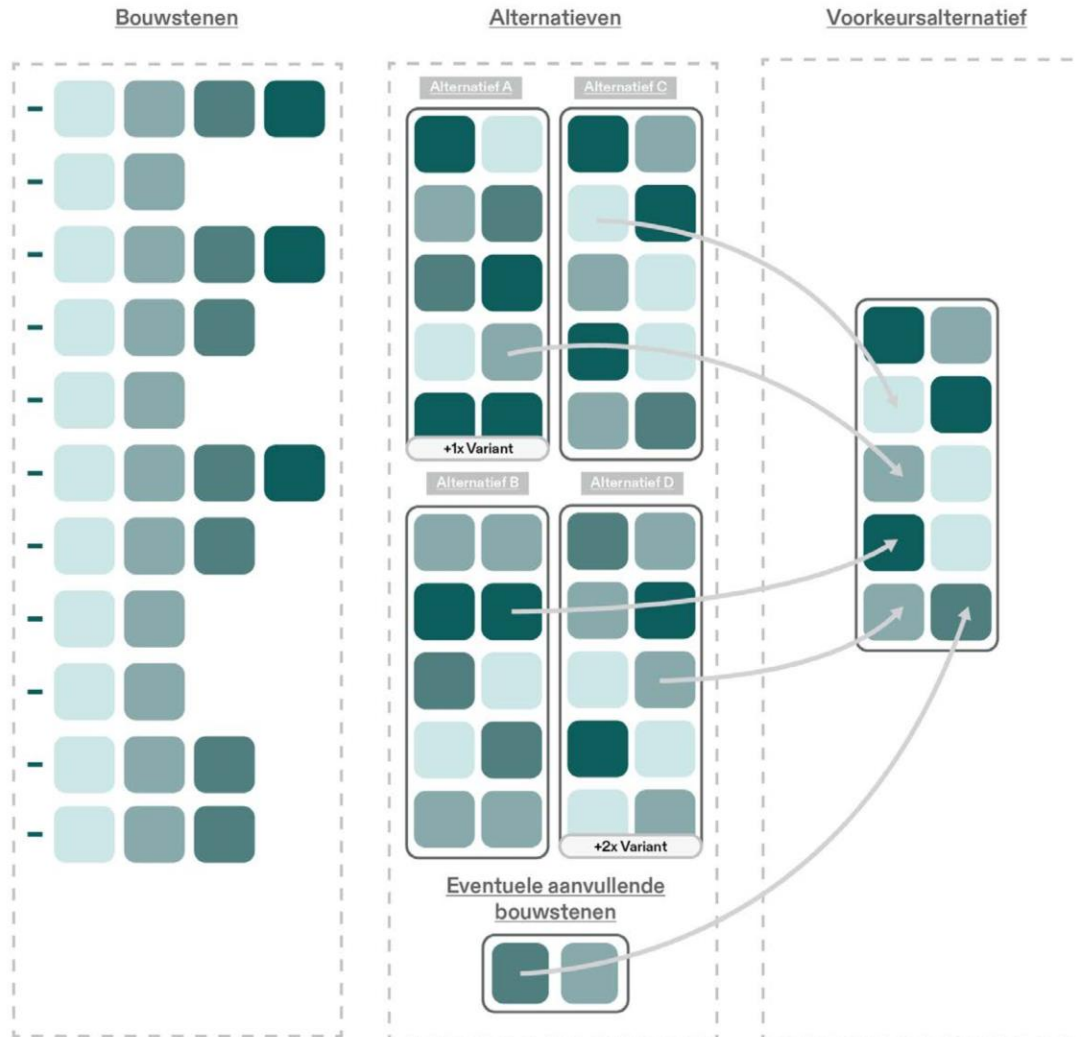 Bouwstenen
Alternatieven
Voorkeursalternatief
Alternatief A
Alternatief C
+1x Variant
Alternatief B
Alternatief D
+2x Variant
Eventuele aanvullende
bouwstenen